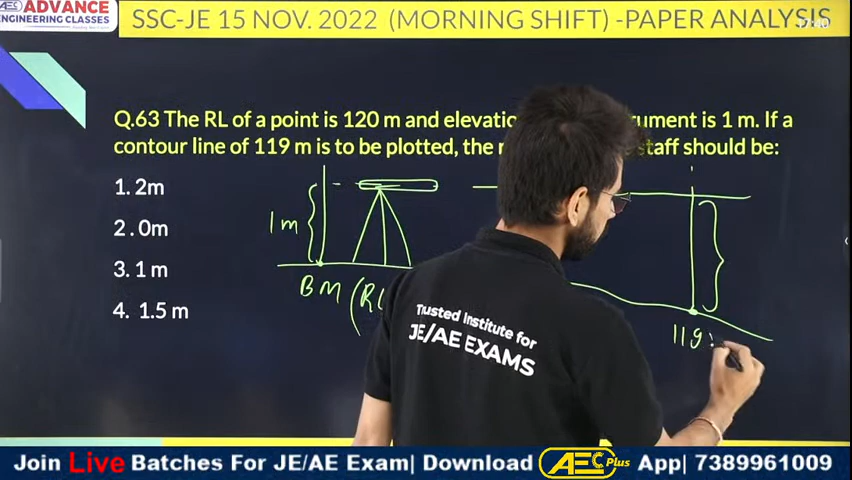 AEC ADVANCE
ENGINEERING CLASSES
SSC-JE 15 NOV. 2022 (MORNING SHIFT) -PAPER ANALYSIS
Q.63 The RL of a point is 120 m and elevatio rument is 1 m. If a
contour line of 119 m is to be plotted, the r staff should be:
1. 2m
2 . 0m
3. 1 m
4. 1.5 m
1m
BM (RL
119
Trusted Institute for
JE/AE EXAMS
Join Live Batches For JE/AE Exam| Download AEC Plus App| 7389961009